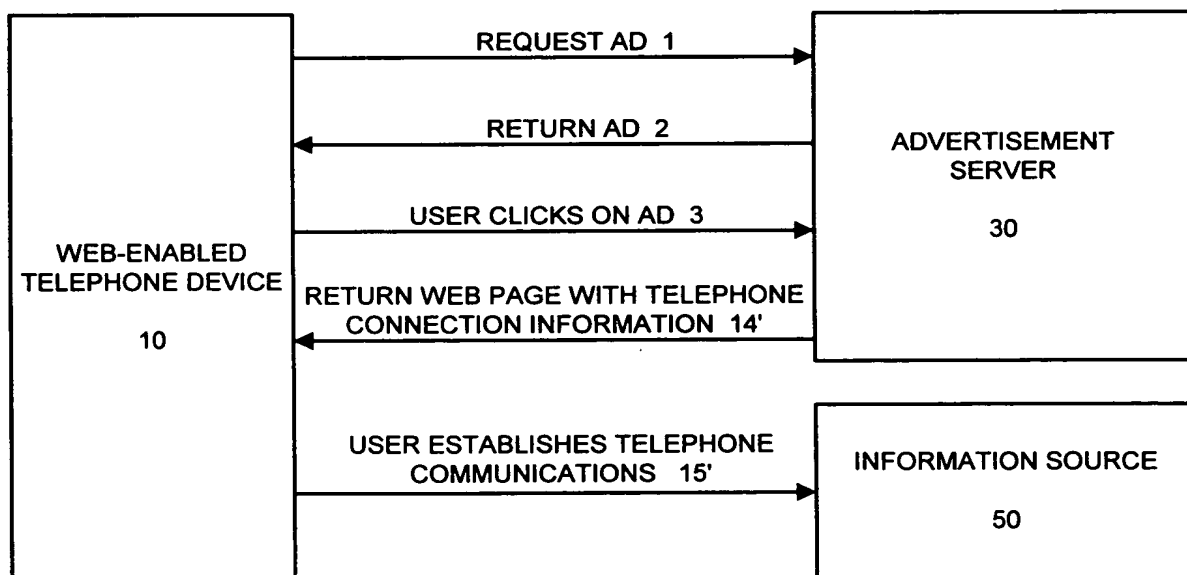 REQUEST AD 1
RETURN AD 2
USER CLICKS ON AD 3
RETURN WEB PAGE WITH TELEPHONE
CONNECTION INFORMATION 14'
USER ESTABLISHES TELEPHONE
COMMUNICATIONS 15'
WEB-ENABLED
TELEPHONE DEVICE
10
ADVERTISEMENT
SERVER
30
INFORMATION SOURCE
50